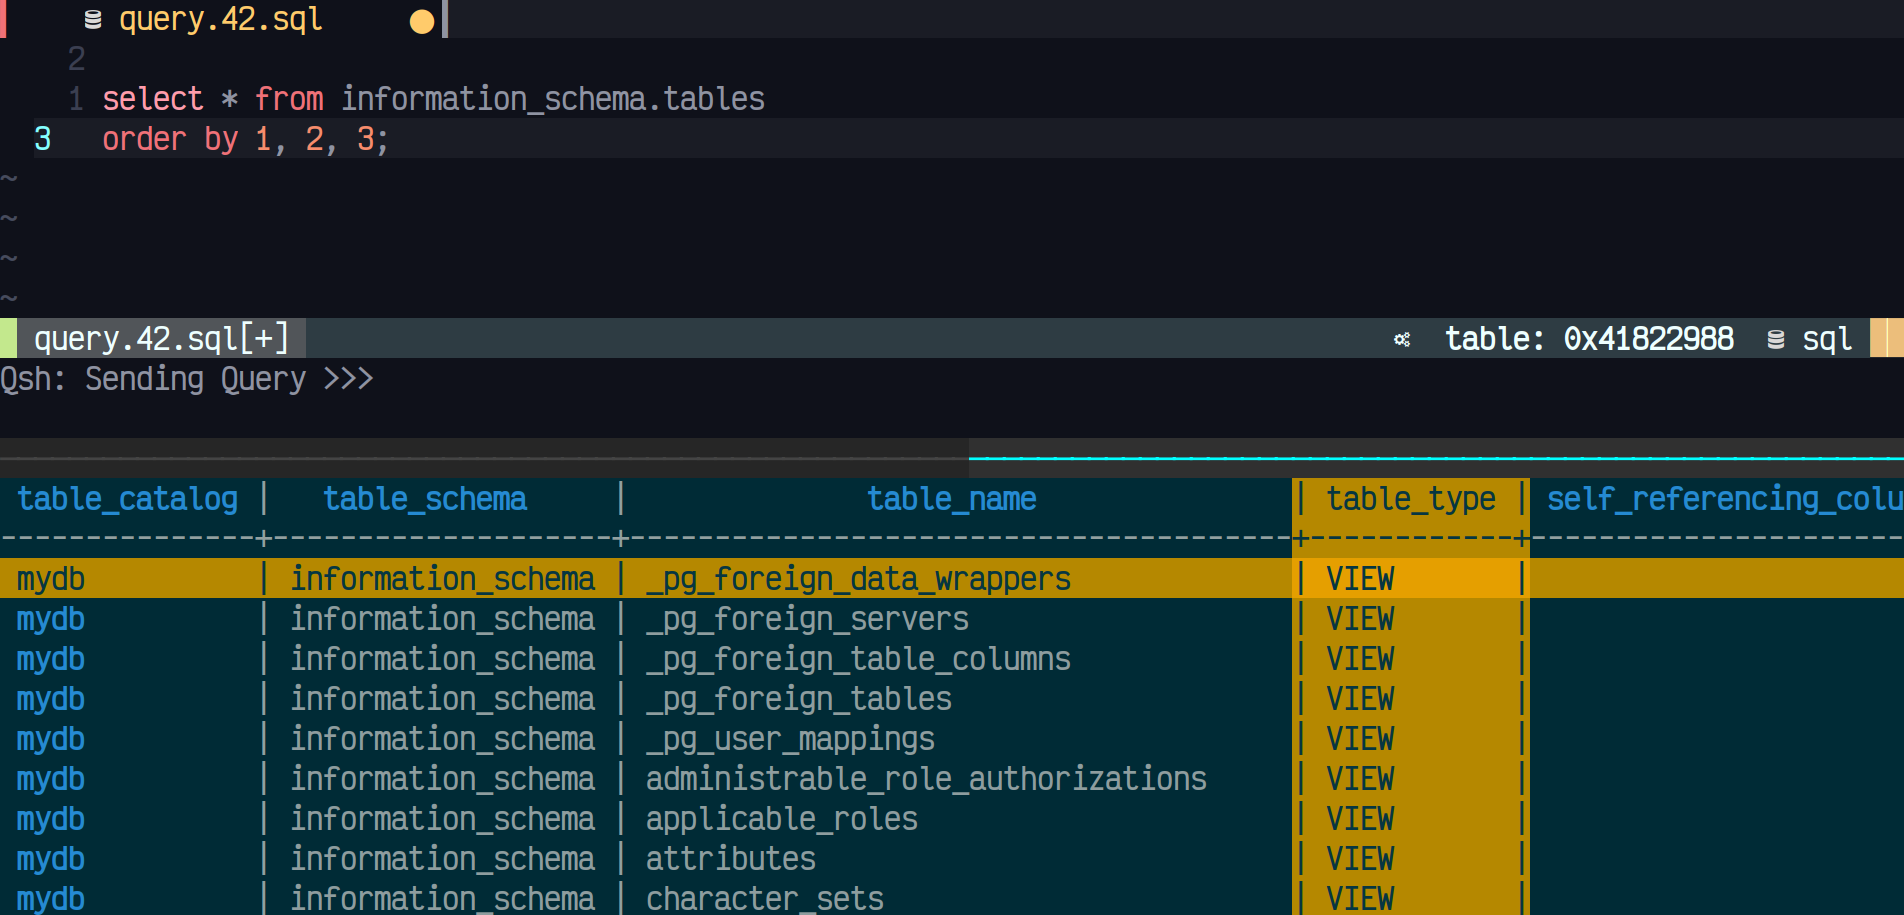 query.42.sql ●
2
1 select * from information_schema.tables
3 order by 1, 2, 3;
~
~
~
~
query.42.sql[+] table: 0x41822988 sql
Qsh: Sending Query >>>
table_catalog | table_schema | table_name | table_type | self_referencing_colu
---------------+--------------------+---------------------------------------+------------+----------------------
mydb | information_schema | _pg_foreign_data_wrappers | VIEW |
mydb | information_schema | _pg_foreign_servers | VIEW |
mydb | information_schema | _pg_foreign_table_columns | VIEW |
mydb | information_schema | _pg_foreign_tables | VIEW |
mydb | information_schema | _pg_user_mappings | VIEW |
mydb | information_schema | administrable_role_authorizations | VIEW |
mydb | information_schema | applicable_roles | VIEW |
mydb | information_schema | attributes | VIEW |
mydb | information_schema | character_sets | VIEW |